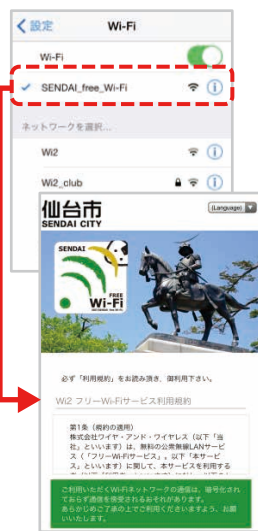 設定
Wi-Fi
Wi-Fi
SENDAI_free_Wi-Fi
ネットワークを選択...
Wi2
Wi2_club
仙台市
SENDAI CITY
(Language)
SENDAI
FREE
Wi-Fi
必ず「利用規約」をお読み頂き、御利用下さい。
Wi2 フリーWi-Fiサービス利用規約
第1条（規約の適用）
株式会社ワイヤ・アンド・ワイヤレス（以下「当
社」といいます）は、無料の公衆無線LANサービ
ス（「フリーWi-Fiサービス」。以下「本サービ
ス」といいます）に関して、本サービスを利用する
ご利用いただくWi-Fiネットワークの通信は、暗号化され
ておらず通信を傍受されるおそれがあります。
あらかじめご了承の上でご利用くださいますよう、お願
いいたします。